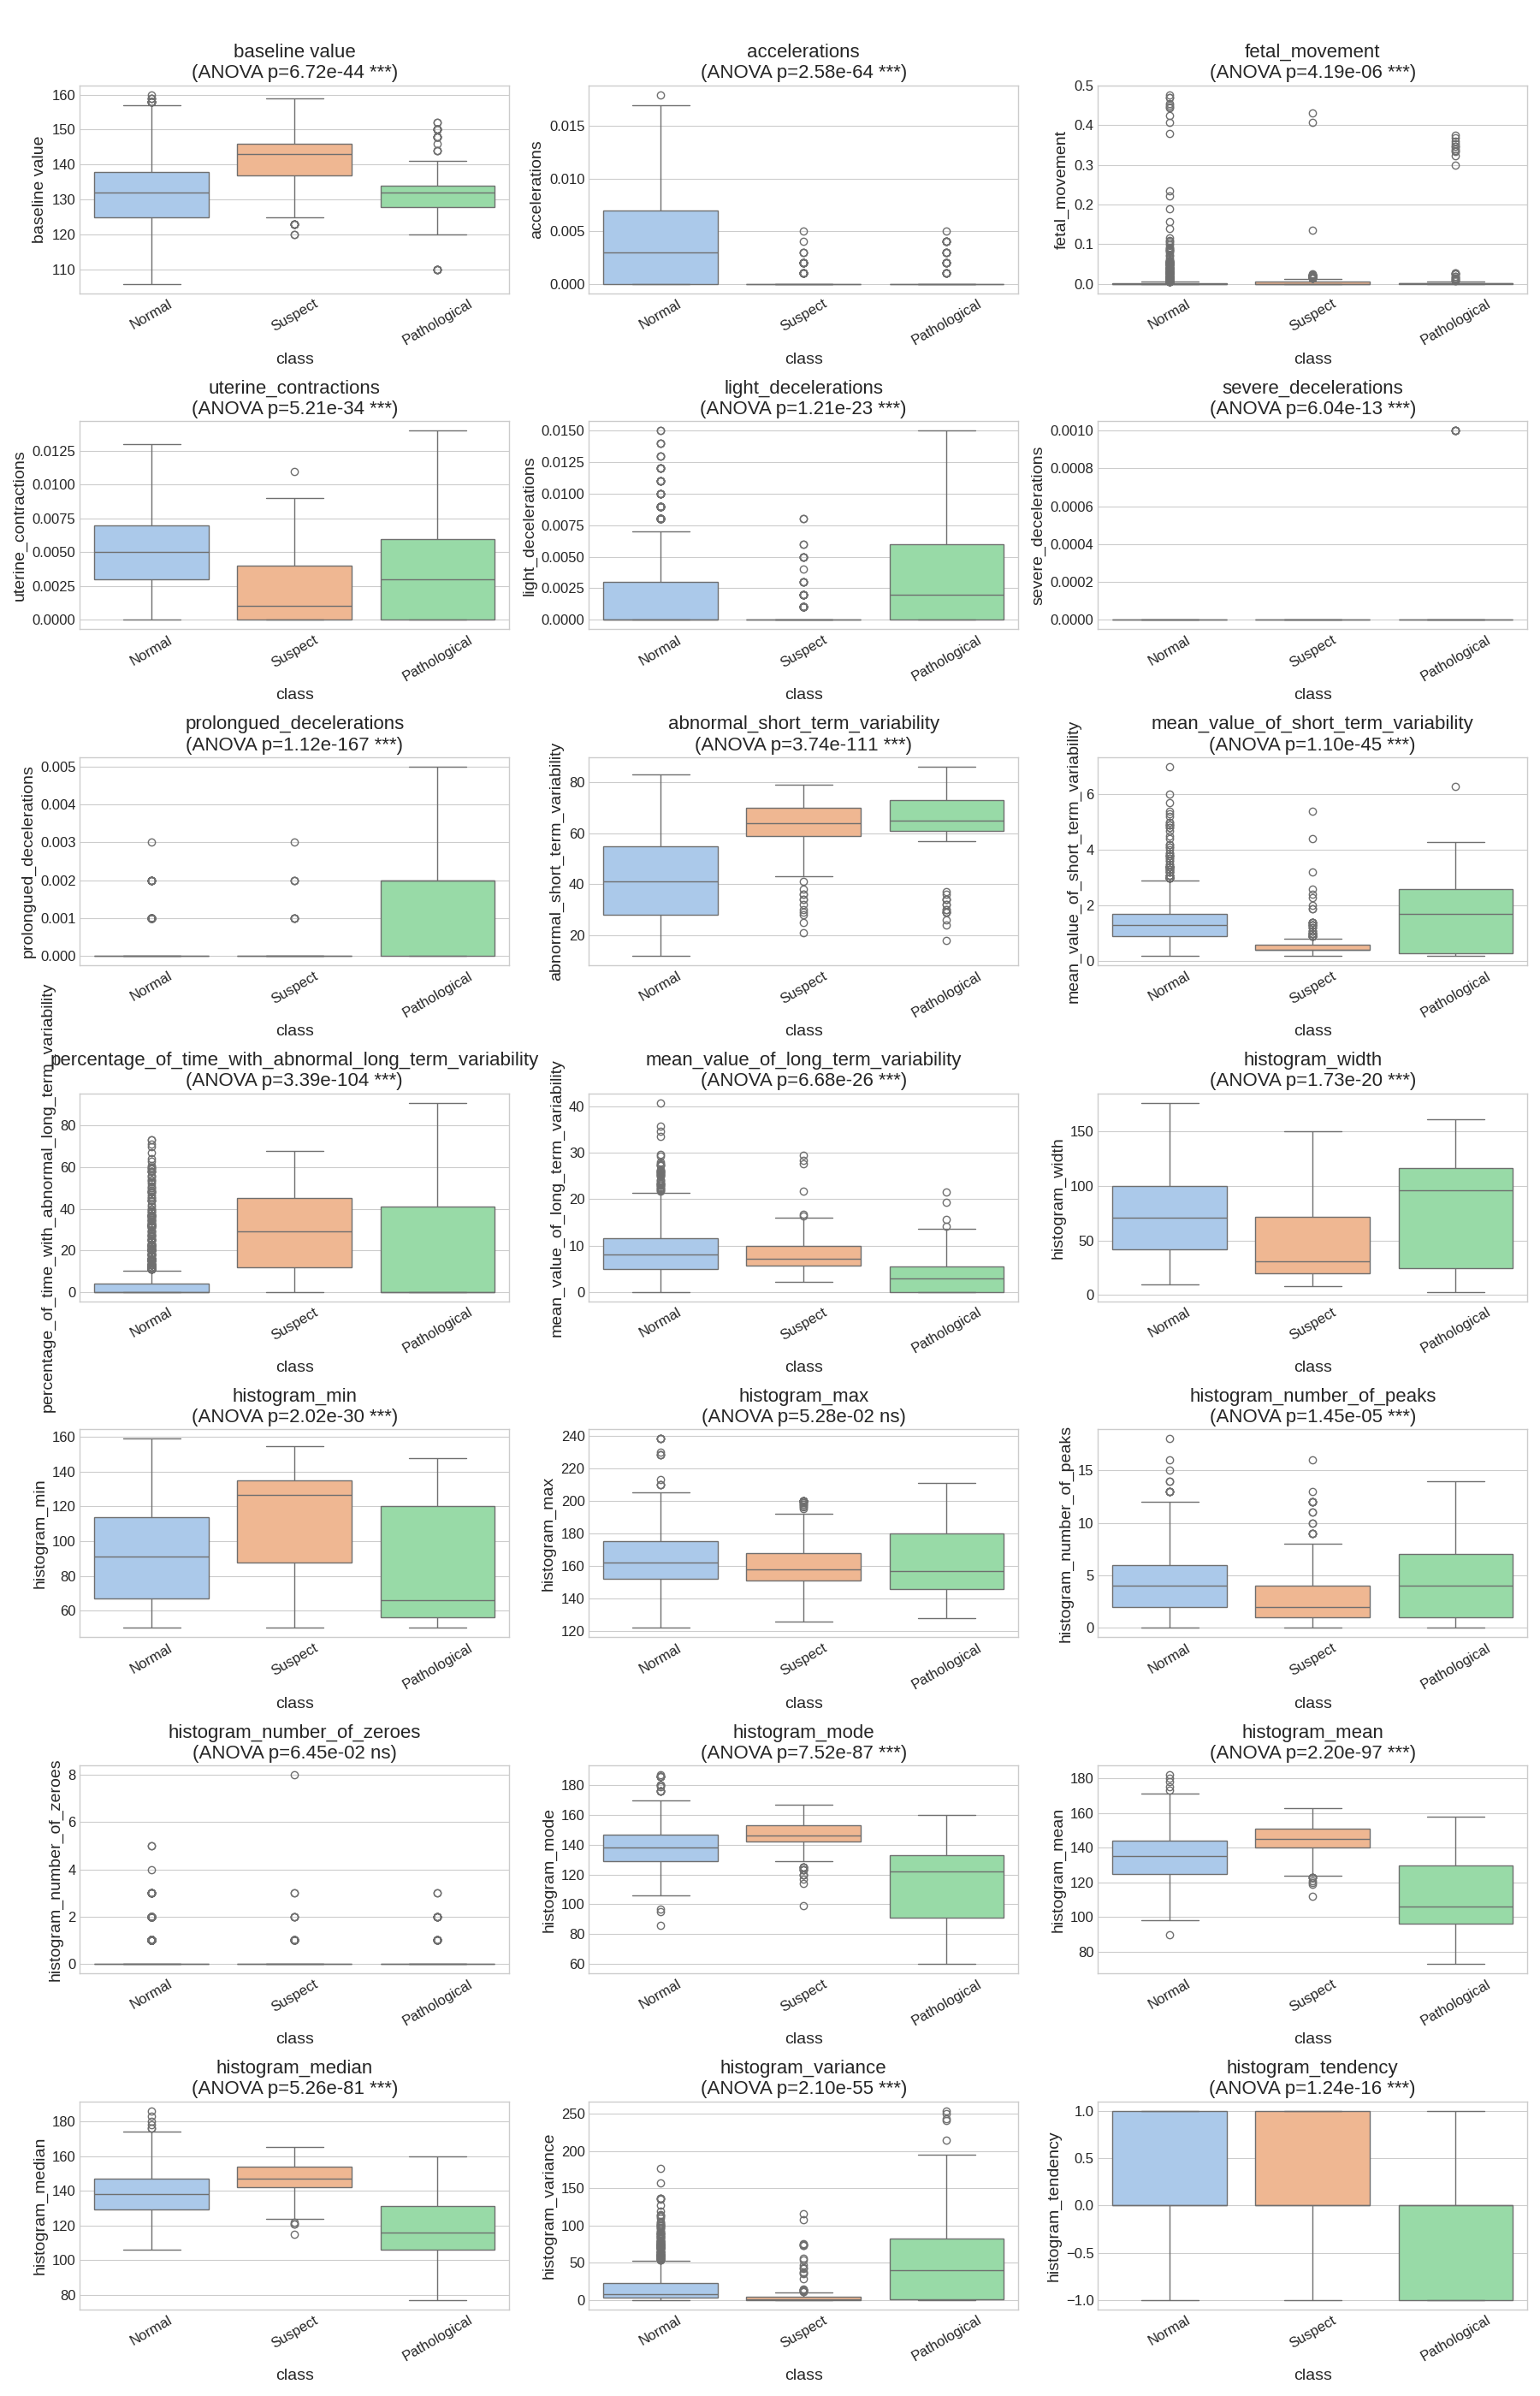 baseline value
(ANOVA p=6.72e-44 ***)
baseline value
160
150
140
130
120
110
Normal
Suspect
Pathological
class
accelerations
(ANOVA p=2.58e-64 ***)
accelerations
0.015
0.010
0.005
0.000
Normal
Suspect
Pathological
class
fetal_movement
(ANOVA p=4.19e-06 ***)
fetal_movement
0.5
0.4
0.3
0.2
0.1
0.0
Normal
Suspect
Pathological
class
uterine_contractions
(ANOVA p=5.21e-34 ***)
uterine_contractions
0.0125
0.0100
0.0075
0.0050
0.0025
0.0000
Normal
Suspect
Pathological
class
light_decelerations
(ANOVA p=1.21e-23 ***)
light_decelerations
0.0150
0.0125
0.0100
0.0075
0.0050
0.0025
0.0000
Normal
Suspect
Pathological
class
severe_decelerations
(ANOVA p=6.04e-13 ***)
severe_decelerations
0.0010
0.0008
0.0006
0.0004
0.0002
0.0000
Normal
Suspect
Pathological
class
prolongued_decelerations
(ANOVA p=1.12e-167 ***)
prolongued_decelerations
0.005
0.004
0.003
0.002
0.001
0.000
Normal
Suspect
Pathological
class
abnormal_short_term_variability
(ANOVA p=3.74e-111 ***)
abnormal_short_term_variability
80
60
40
20
Normal
Suspect
Pathological
class
mean_value_of_short_term_variability
(ANOVA p=1.10e-45 ***)
mean_value_of_short_term_variability
6
4
2
0
Normal
Suspect
Pathological
class
percentage_of_time_with_abnormal_long_term_variability
(ANOVA p=3.39e-104 ***)
percentage_of_time_with_abnormal_long_term_variability
80
60
40
20
0
Normal
Suspect
Pathological
class
mean_value_of_long_term_variability
(ANOVA p=6.68e-26 ***)
mean_value_of_long_term_variability
40
30
20
10
0
Normal
Suspect
Pathological
class
histogram_width
(ANOVA p=1.73e-20 ***)
histogram_width
150
100
50
0
Normal
Suspect
Pathological
class
histogram_min
(ANOVA p=2.02e-30 ***)
histogram_min
160
140
120
100
80
60
Normal
Suspect
Pathological
class
histogram_max
(ANOVA p=5.28e-02 ns)
histogram_max
240
220
200
180
160
140
120
Normal
Suspect
Pathological
class
histogram_number_of_peaks
(ANOVA p=1.45e-05 ***)
histogram_number_of_peaks
15
10
5
0
Normal
Suspect
Pathological
class
histogram_number_of_zeroes
(ANOVA p=6.45e-02 ns)
histogram_number_of_zeroes
8
6
4
2
0
Normal
Suspect
Pathological
class
histogram_mode
(ANOVA p=7.52e-87 ***)
histogram_mode
180
160
140
120
100
80
60
Normal
Suspect
Pathological
class
histogram_mean
(ANOVA p=2.20e-97 ***)
histogram_mean
180
160
140
120
100
80
Normal
Suspect
Pathological
class
histogram_median
(ANOVA p=5.26e-81 ***)
histogram_median
180
160
140
120
100
80
Normal
Suspect
Pathological
class
histogram_variance
(ANOVA p=2.10e-55 ***)
histogram_variance
250
200
150
100
50
0
Normal
Suspect
Pathological
class
histogram_tendency
(ANOVA p=1.24e-16 ***)
histogram_tendency
1.0
0.5
0.0
−0.5
−1.0
Normal
Suspect
Pathological
class